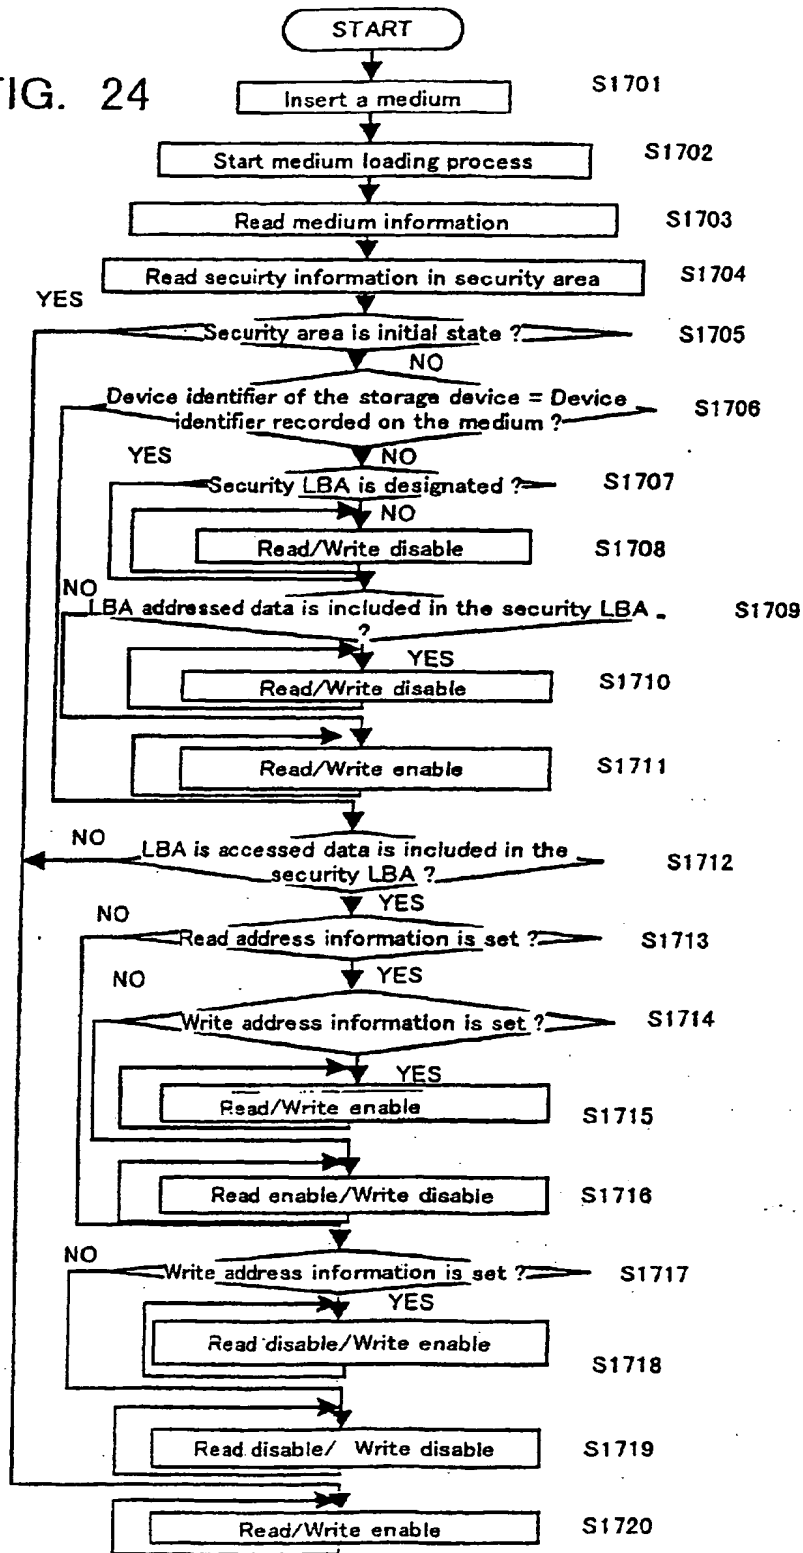 START
FIG. 24
Insert a medium S1701
Start medium loading process S1702
Read medium information S1703
Read secuirty information in security area S1704
YES
Security area is initial state ? S1705
NO
Device identifier of the storage device = Device
identifier recorded on the medium ? S1706
YES NO
Security LBA is designated ? S1707
NO
Read/Write disable S1708
NO
LBA addressed data is included in the security LBA S1709
?
YES
Read/Write disable S1710
Read/Write enable S1711
NO
LBA is accessed data is included in the
security LBA ? S1712
YES
NO
Read address information is set ? S1713
YES
NO
Write address information is set ? S1714
YES
Read/Write enable S1715
Read enable/Write disable S1716
NO
Write address information is set ? S1717
YES
Read disable/Write enable S1718
Read disable/ Write disable S1719
Read/Write enable S1720